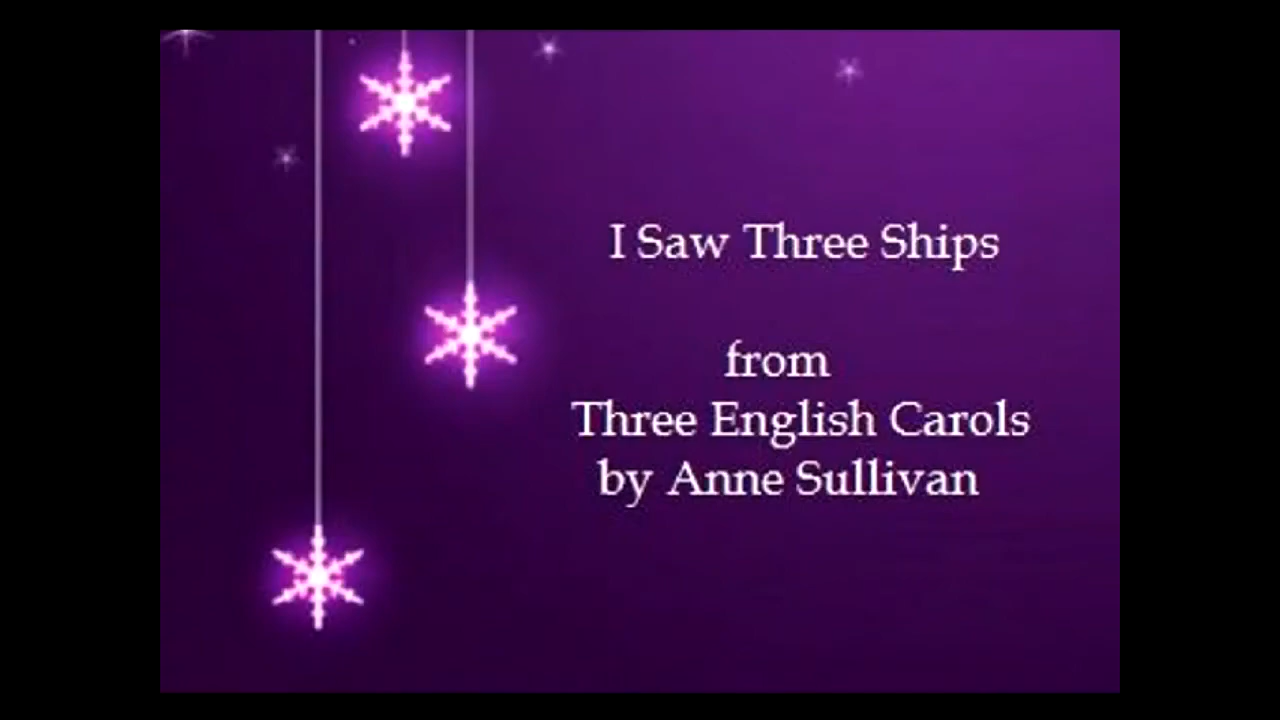 I Saw Three Ships
from
Three English Carols
by Anne Sullivan